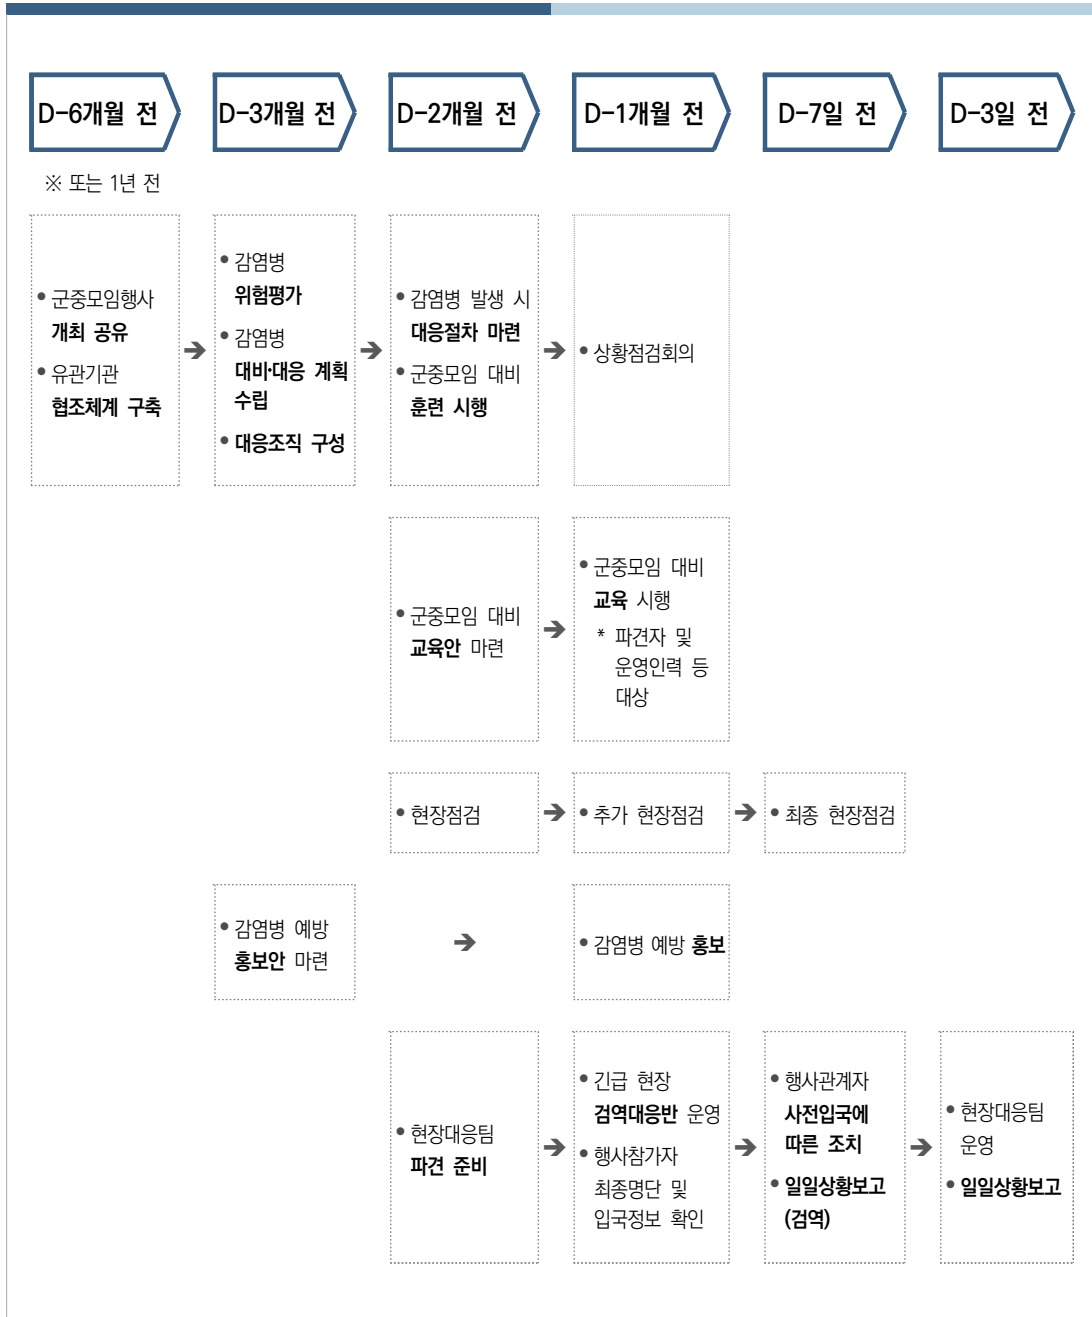 D-6개월 전
D-3개월 전
D-2개월 전
D-1개월 전
D-7일 전
D-3일 전
※ 또는 1년 전
• 군중모임행사
개최 공유
• 유관기관
협조체계 구축
➔
• 감염병
위험평가
• 감염병
대비·대응 계획
수립
• 대응조직 구성
➔
• 감염병 발생 시
대응절차 마련
• 군중모임 대비
훈련 시행
➔
• 상황점검회의
• 군중모임 대비
교육안 마련
➔
• 군중모임 대비
교육 시행
* 파견자 및
운영인력 등
대상
• 현장점검
➔
• 추가 현장점검
➔
• 최종 현장점검
• 감염병 예방
홍보안 마련
➔
• 감염병 예방 홍보
• 현장대응팀
파견 준비
➔
• 긴급 현장
검역대응반 운영
• 행사참가자
최종명단 및
입국정보 확인
➔
• 행사관계자
사전입국에
따른 조치
• 일일상황보고
(검역)
➔
• 현장대응팀
운영
• 일일상황보고